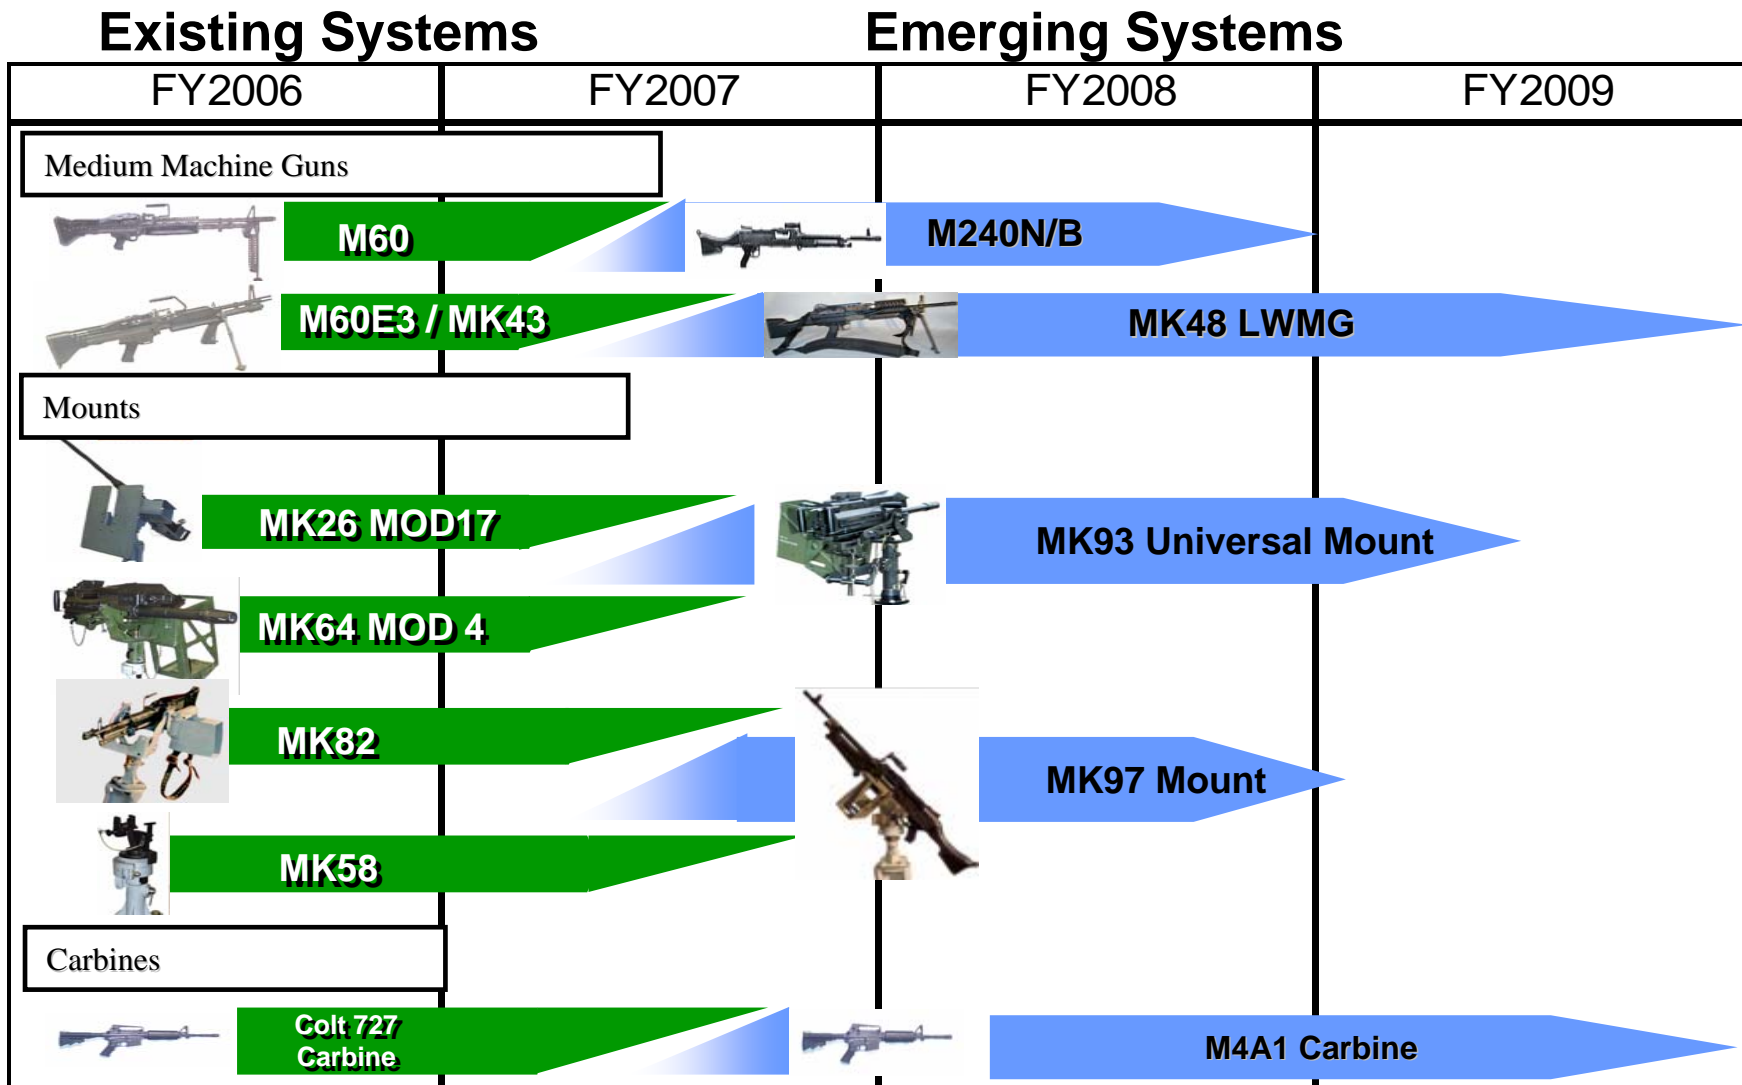 Existing Systems
Emerging Systems
FY2006
FY2007
FY2008
FY2009
Medium Machine Guns
M60
M240N/B
M60E3 / MK43
MK48 LWMG
Mounts
MK26 MOD17
MK93 Universal Mount
MK64 MOD 4
MK82
MK97 Mount
MK58
Carbines
Colt 727
Carbine
M4A1 Carbine